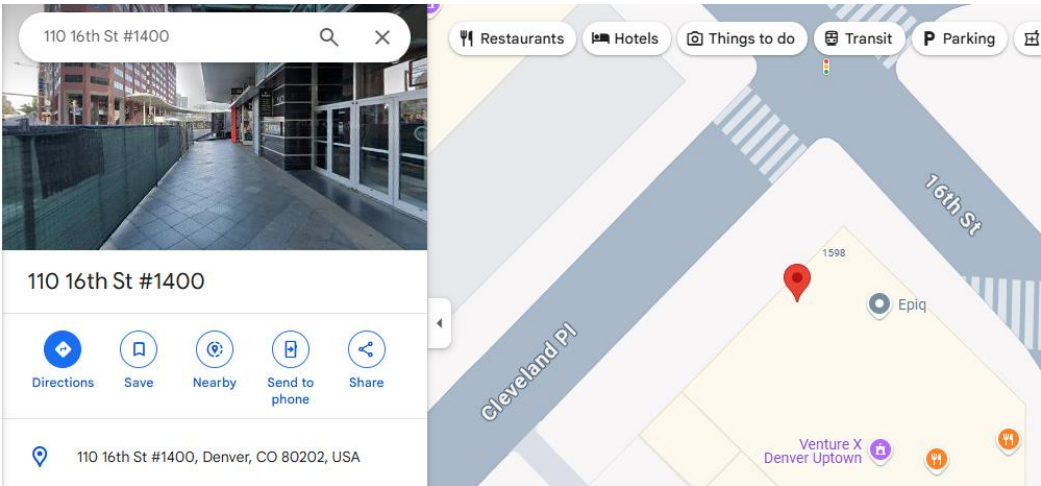 110 16th St #1400
110 16th St #1400
Directions
Save
Nearby
Send to
phone
Share
110 16th St #1400, Denver, CO 80202, USA
Restaurants
Hotels
Things to do
Transit
P Parking
16th St
1598
Epiq
Cleveland Pl
Venture X
Denver Uptown